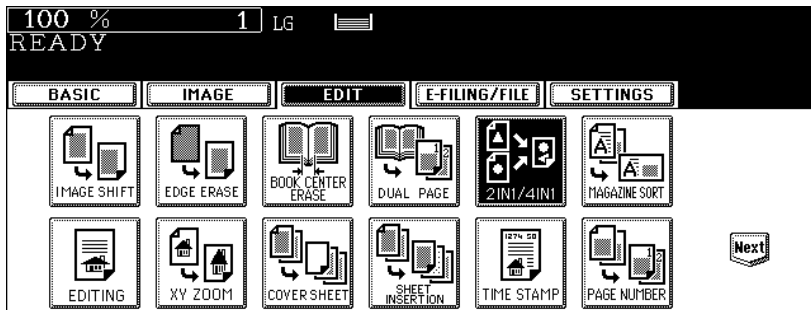 100 % 1 LG
READY
BASIC IMAGE EDIT E-FILING/FILE SETTINGS
IMAGE SHIFT EDGE ERASE BOOK CENTER ERASE DUAL PAGE 2IN1/4IN1 MAGAZINE SORT
EDITING XY ZOOM COVER SHEET SHEET INSERTION TIME STAMP PAGE NUMBER
Next